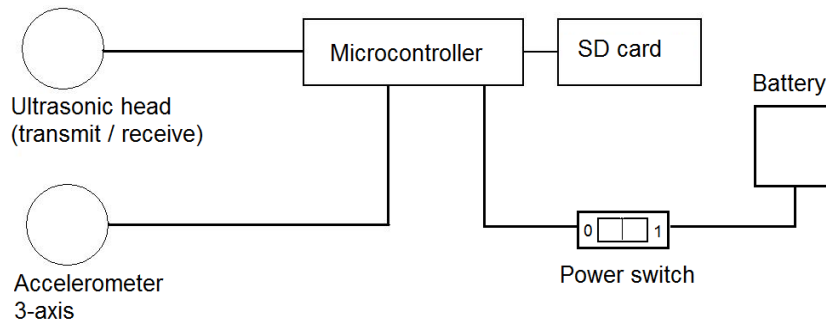 Microcontroller
SD card
Battery
Ultrasonic head
(transmit / receive)
0
1
Power switch
Accelerometer
3-axis